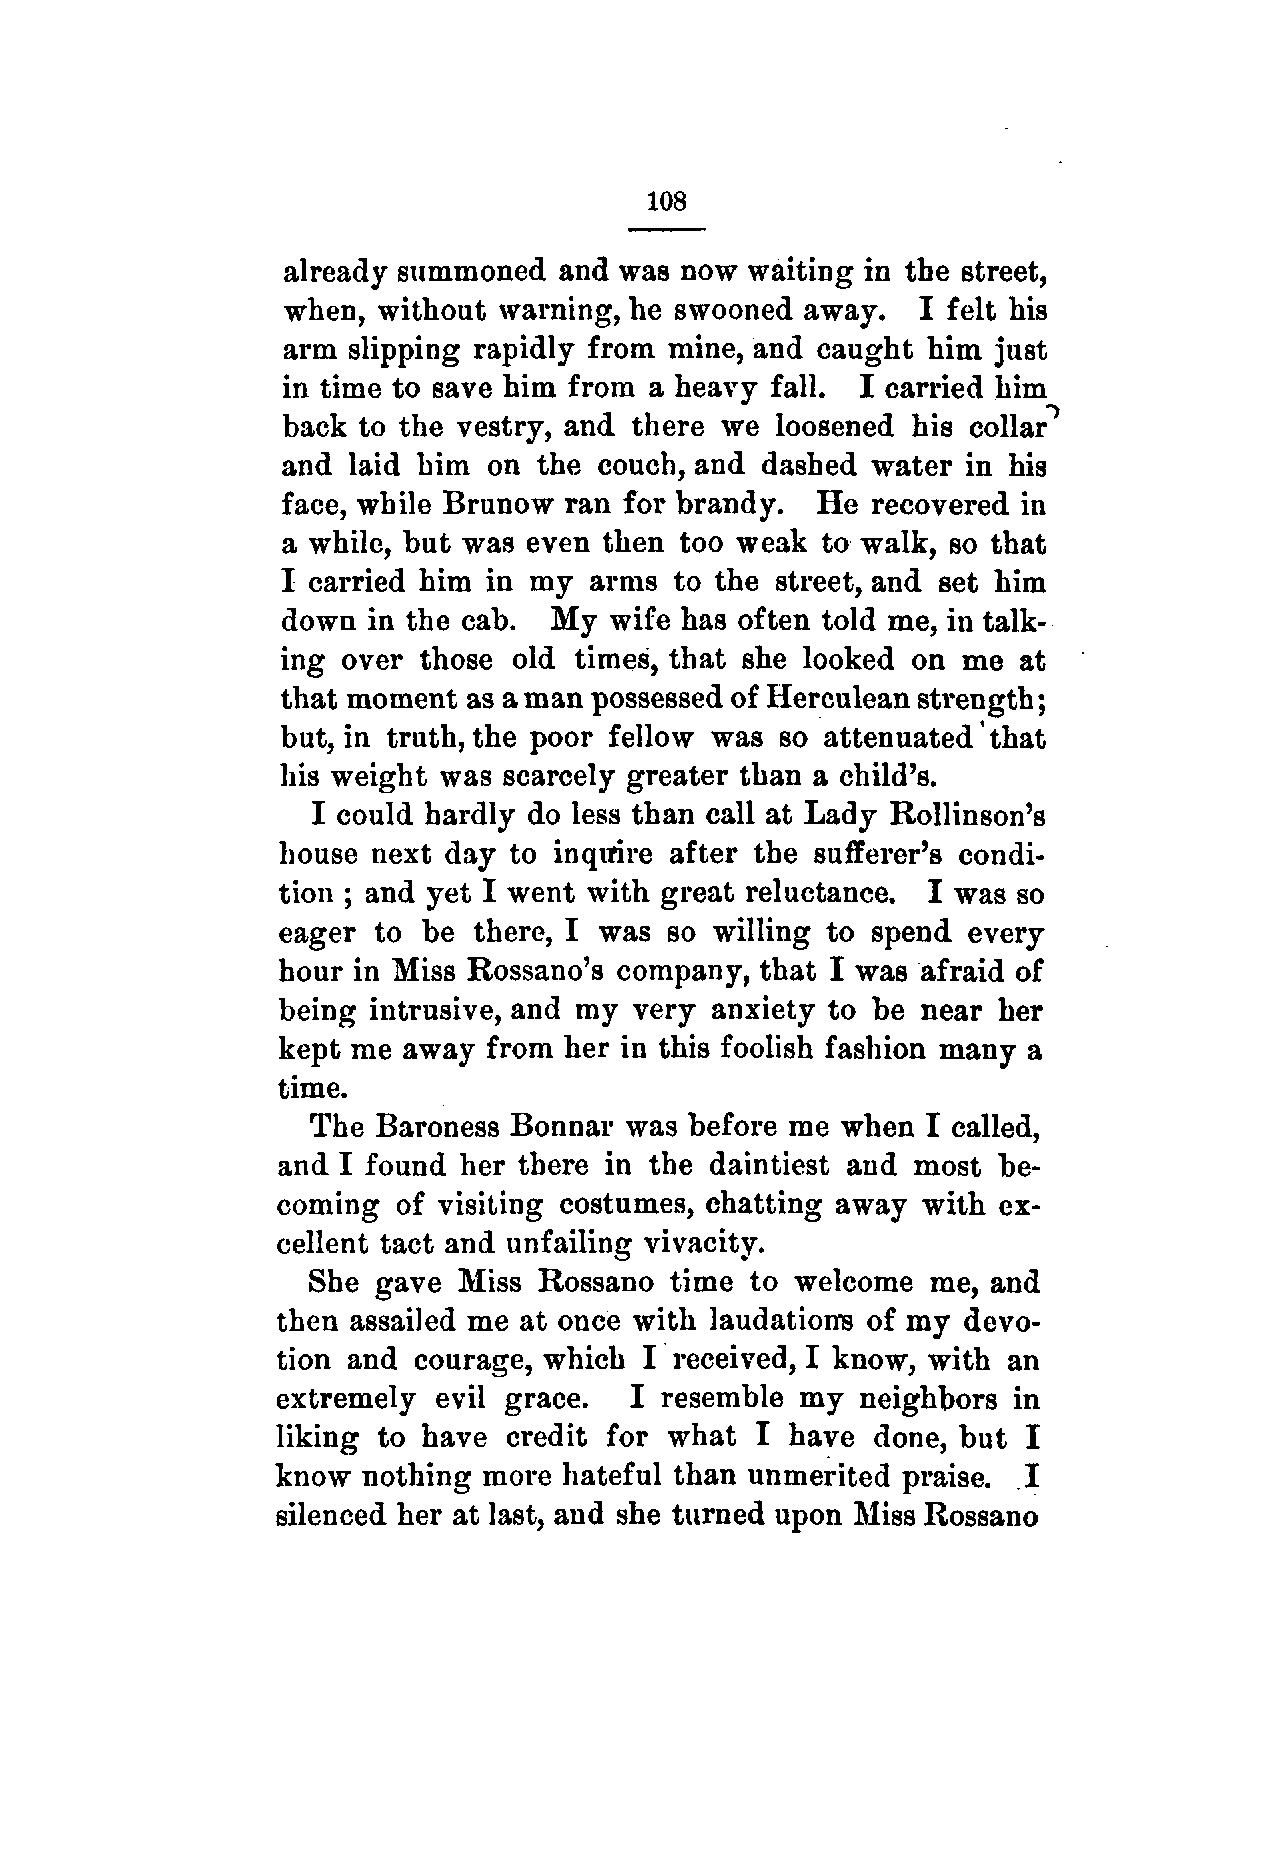 108
already summoned and was now waiting in the street,
when, without warning, he swooned away. I felt his
arm slipping rapidly from mine, and caught him just
in time to save him from a heavy fall. I carried him
back to the vestry, and there we loosened his collar
and laid him on the couch, and dashed water in his
face, while Brunow ran for brandy. He recovered in
a while, but was even then too weak to walk, so that
I carried him in my arms to the street, and set him
down in the cab. My wife has often told me, in talk-
ing over those old times, that she looked on me at
that moment as a man possessed of Herculean strength;
but, in truth, the poor fellow was so attenuated that
his weight was scarcely greater than a child's.
I could hardly do less than call at Lady Rollinson's
house next day to inquire after the sufferer's condi-
tion ; and yet I went with great reluctance. I was so
eager to be there, I was so willing to spend every
hour in Miss Rossano's company, that I was afraid of
being intrusive, and my very anxiety to be near her
kept me away from her in this foolish fashion many a
time.
The Baroness Bonnar was before me when I called,
and I found her there in the daintiest and most be-
coming of visiting costumes, chatting away with ex-
cellent tact and unfailing vivacity.
She gave Miss Rossano time to welcome me, and
then assailed me at once with laudations of my devo-
tion and courage, which I received, I know, with an
extremely evil grace. I resemble my neighbors in
liking to have credit for what I have done, but I
know nothing more hateful than unmerited praise. I
silenced her at last, and she turned upon Miss Rossano